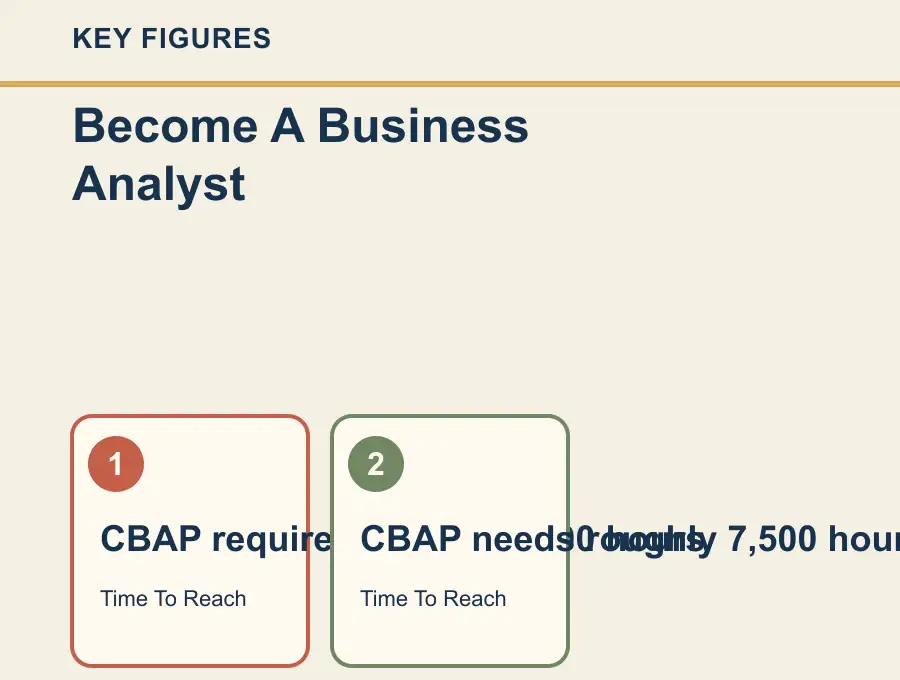 KEY FIGURES
Become A Business
Analyst
1
2
CBAP require
CBAP needs roughly 7,500 hour
Time To Reach
Time To Reach